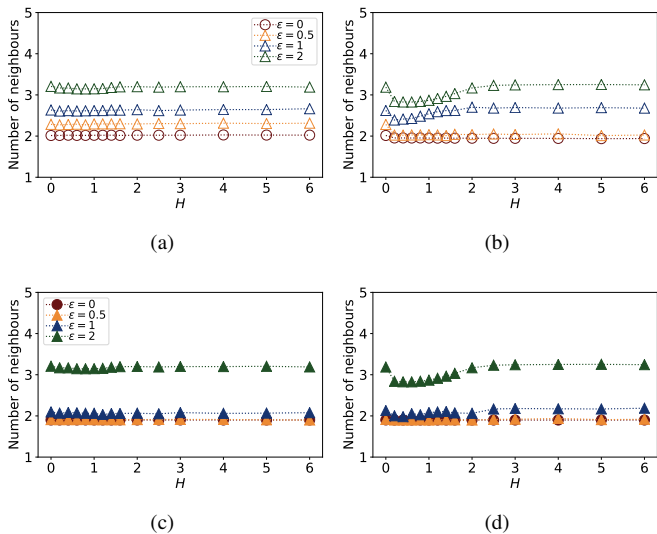 Number of neighbours
5
4
3
2
1
0 1 2 3 4 5 6
H
ε = 0
ε = 0.5
ε = 1
ε = 2
(a)
Number of neighbours
5
4
3
2
1
0 1 2 3 4 5 6
H
(b)
Number of neighbours
5
4
3
2
1
0 1 2 3 4 5 6
H
ε = 0
ε = 0.5
ε = 1
ε = 2
(c)
Number of neighbours
5
4
3
2
1
0 1 2 3 4 5 6
H
(d)